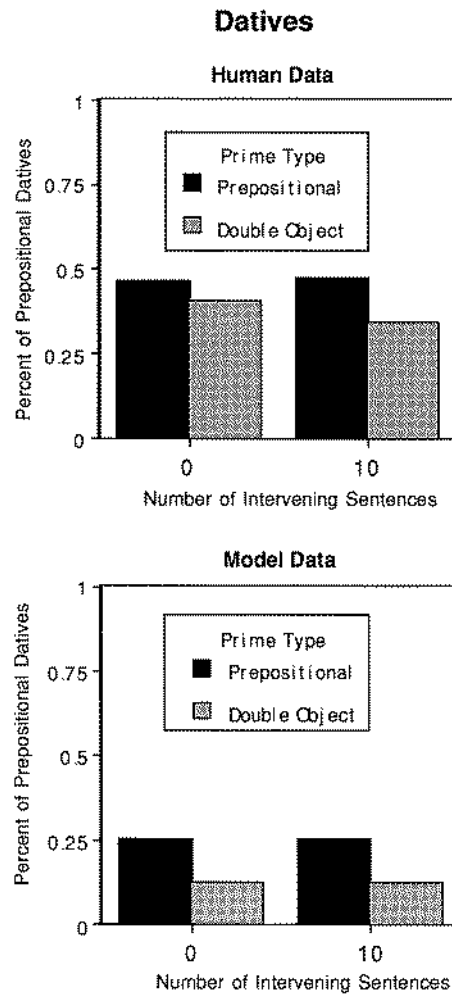 Datives
Human Data
Percent of Prepositional Datives
1
0.75
0.5
0.25
0
Prime Type
Prepositional
Double Object
0
10
Number of Intervening Sentences
Model Data
Percent of Prepositional Datives
1
0.75
0.5
0.25
0
Prime Type
Prepositional
Double Object
0
10
Number of Intervening Sentences